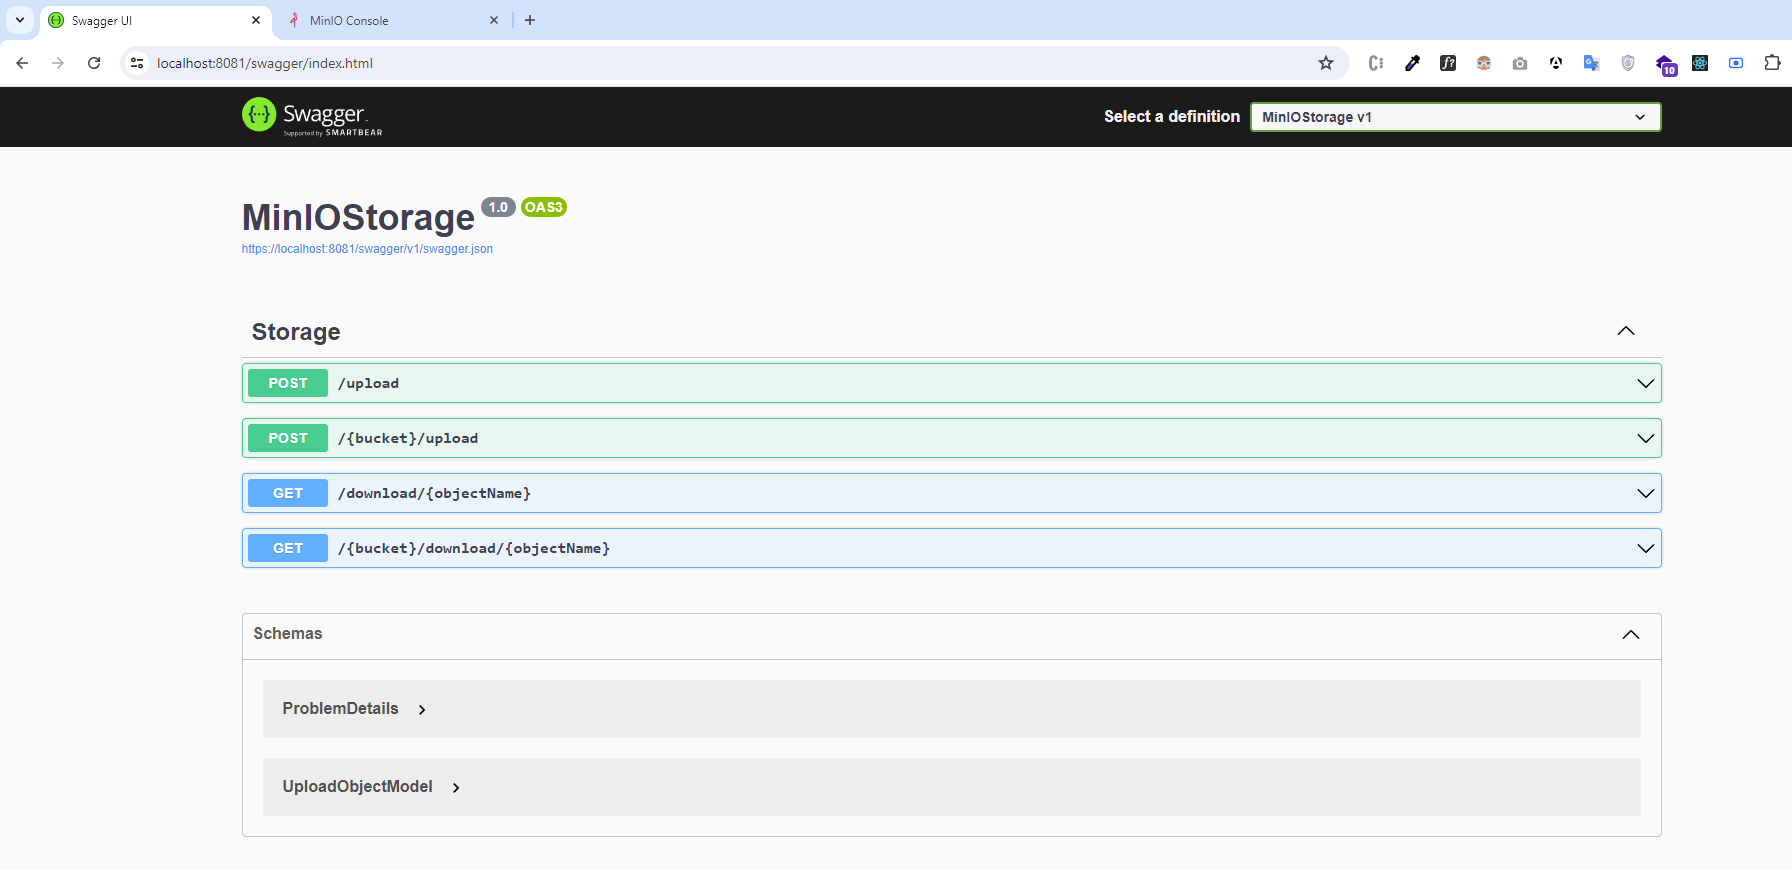 Swagger UI
MinIO Console
localhost:8081/swagger/index.html
10
Swagger
Supported by SMARTBEAR
Select a definition
MinIOStorage v1
MinIOStorage 1.0 OAS3
https://localhost:8081/swagger/v1/swagger.json
Storage
POST /upload
POST /{bucket}/upload
GET /download/{objectName}
GET /{bucket}/download/{objectName}
Schemas
ProblemDetails
UploadObjectModel